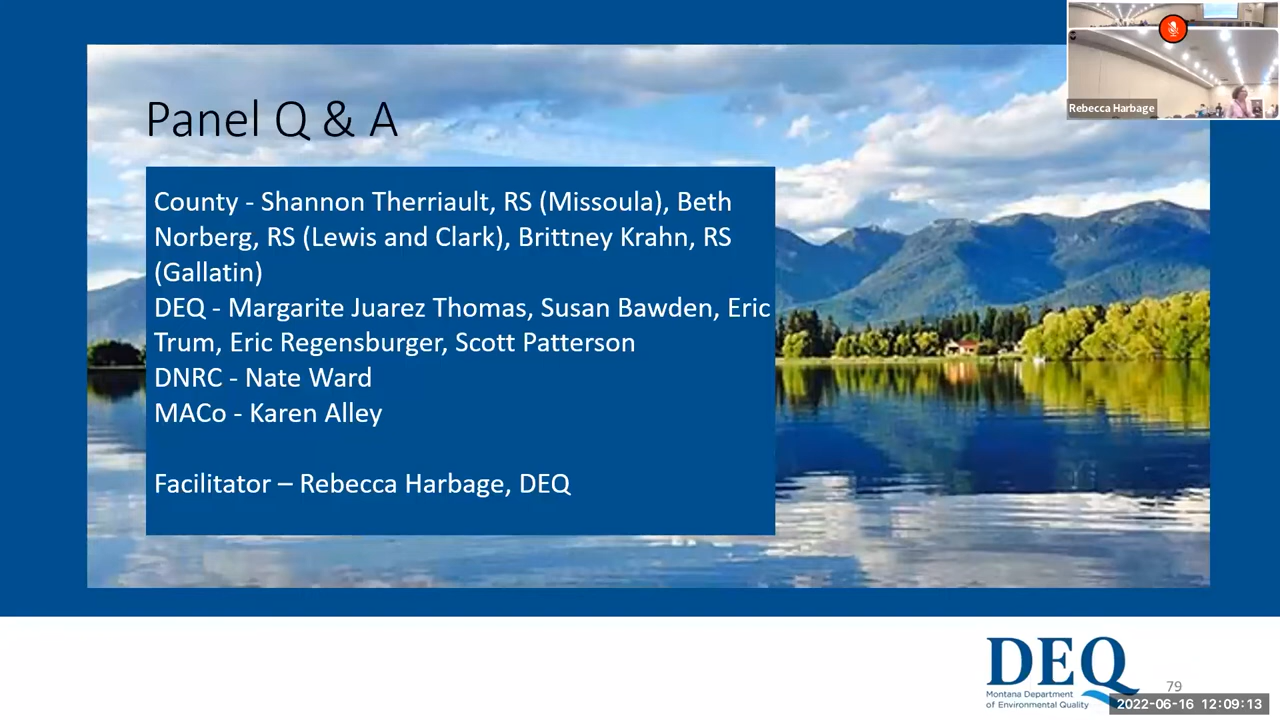 Rebecca Harbage
Panel Q & A
County - Shannon Therriault, RS (Missoula), Beth
Norberg, RS (Lewis and Clark), Brittney Krahn, RS
(Gallatin)
DEQ - Margarite Juarez Thomas, Susan Bawden, Eric
Trum, Eric Regensburger, Scott Patterson
DNRC - Nate Ward
MACo - Karen Alley
Facilitator – Rebecca Harbage, DEQ
DEQ
Montana Department
of Environmental Quality
79
2022-06-16 12:09:13